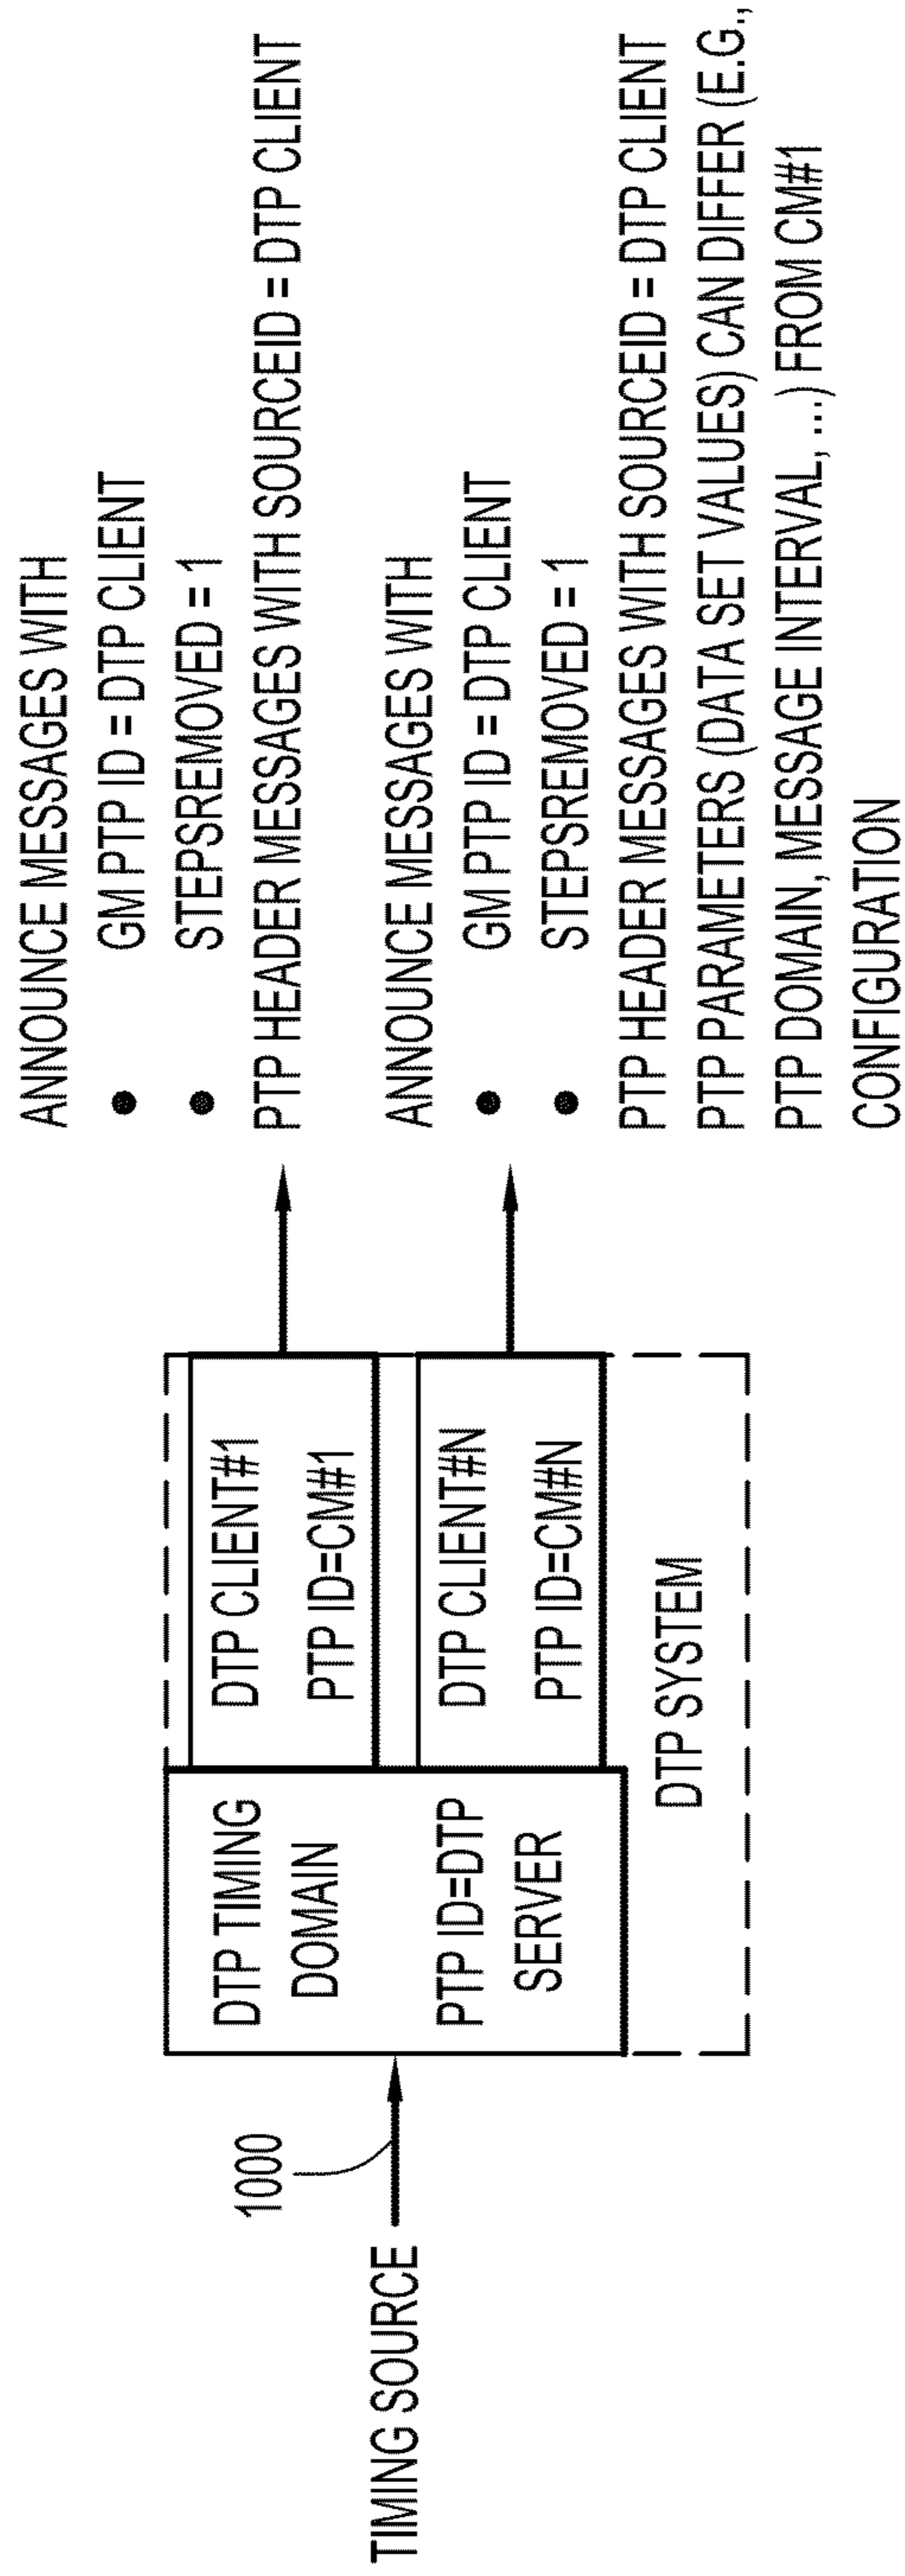 TIMING SOURCE
1000
DTP TIMING
DOMAIN
PTP ID=DTP
SERVER
DTP CLIENT#1
PTP ID=CM#1
DTP CLIENT#N
PTP ID=CM#N
DTP SYSTEM
ANNOUNCE MESSAGES WITH
● GM PTP ID = DTP CLIENT
● STEPSREMOVED = 1
PTP HEADER MESSAGES WITH SOURCEID = DTP CLIENT
ANNOUNCE MESSAGES WITH
● GM PTP ID = DTP CLIENT
● STEPSREMOVED = 1
PTP HEADER MESSAGES WITH SOURCEID = DTP CLIENT
PTP PARAMETERS (DATA SET VALUES) CAN DIFFER (E.G.,
PTP DOMAIN, MESSAGE INTERVAL, ...) FROM CM#1
CONFIGURATION